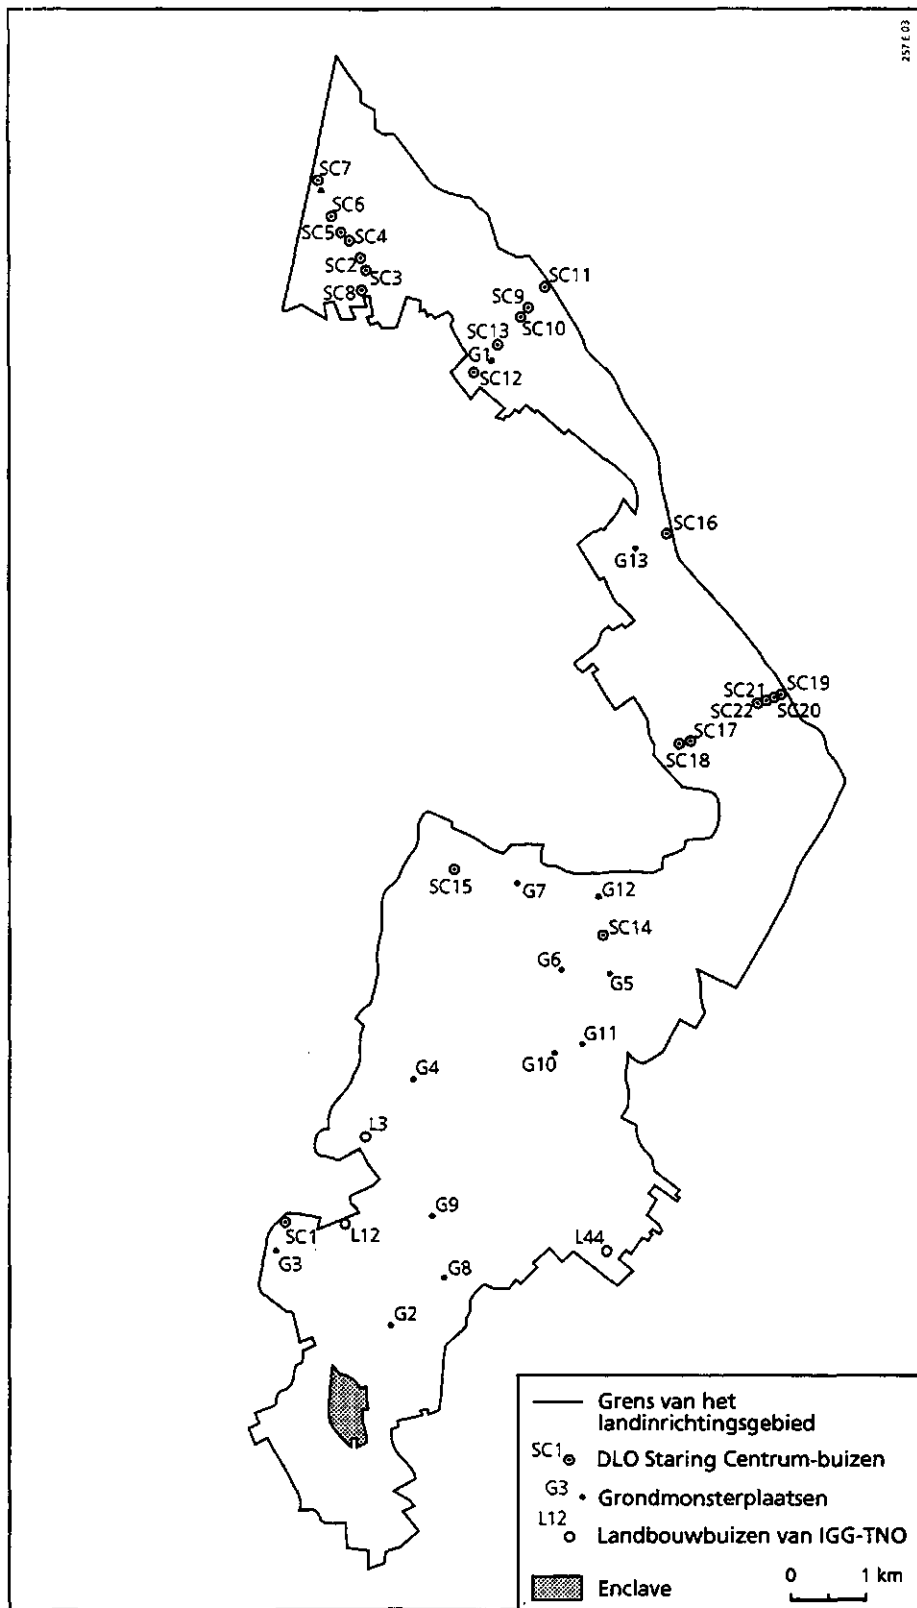 257 E 03
SC7
SC6
SC5
SC4
SC2
SC3
SC8
SC11
SC9
SC10
SC13
G1
SC12
SC16
G13
SC19
SC21
SC20
SC22
SC17
SC18
SC15
G7
G12
SC14
G6
G5
G11
G10
G4
L3
G9
SC1
L12
L44
G3
G8
G2
Grens van het
landinrichtingsgebied
SC1 DLO Staring Centrum-buizen
G3 Grondmonsterplaatsen
L12 Landbouwbuizen van IGG-TNO
Enclave
0 1 km